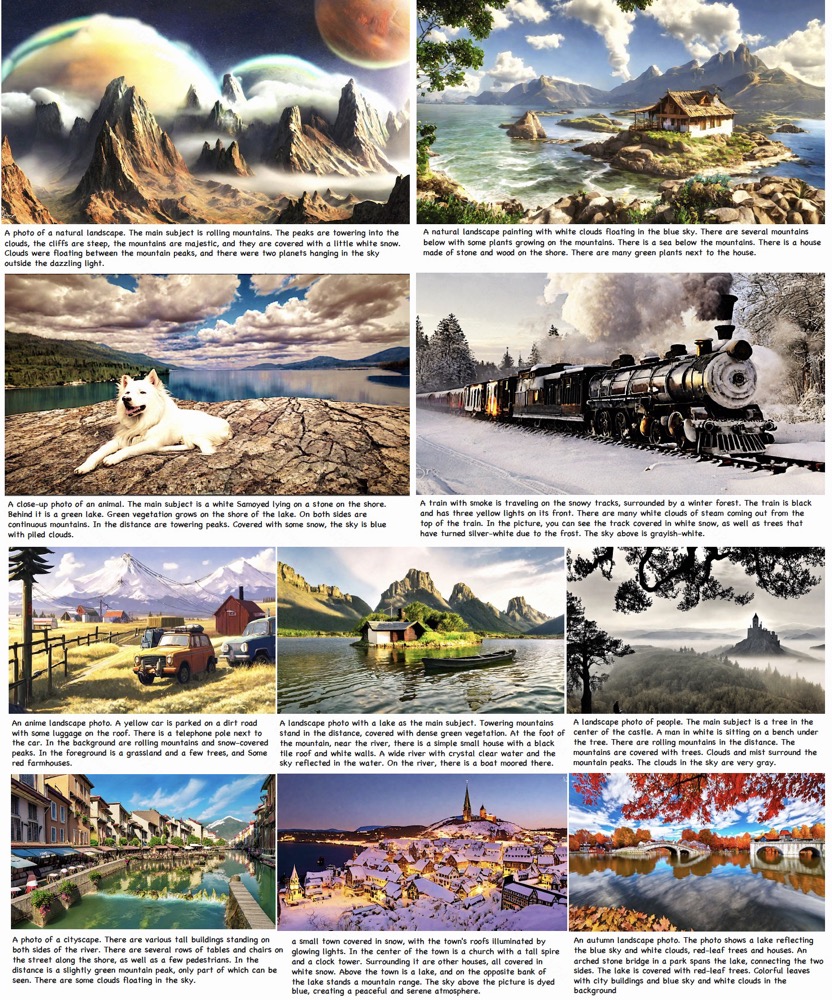 A photo of a natural landscape. The main subject is rolling mountains. The peaks are towering into the
clouds, the cliffs are steep, the mountains are majestic, and they are covered with a little white snow.
Clouds were floating between the mountain peaks, and there were two planets hanging in the sky
outside the dazzling light.
A natural landscape painting with white clouds floating in the blue sky. There are several mountains
below with some plants growing on the mountains. There is a sea below the mountains. There is a house
made of stone and wood on the shore. There are many green plants next to the house.
A close-up photo of an animal. The main subject is a white Samoyed lying on a stone on the shore.
Behind it is a green lake. Green vegetation grows on the shore of the lake. On both sides are
continuous mountains. In the distance are towering peaks. Covered with some snow, the sky is blue
with piled clouds.
A train with smoke is traveling on the snowy tracks, surrounded by a winter forest. The train is black
and has three yellow lights on its front. There are many white clouds of steam coming out from the
top of the train. In the picture, you can see the track covered in white snow, as well as trees that
have turned silver-white due to the frost. The sky above is grayish-white.
An anime landscape photo. A yellow car is parked on a dirt road
with some luggage on the roof. There is a telephone pole next to
the car. In the background are rolling mountains and snow-covered
peaks. In the foreground is a grassland and a few trees, and Some
red farmhouses.
A landscape photo with a lake as the main subject. Towering mountains
stand in the distance, covered with dense green vegetation. At the foot of
the mountain, near the river, there is a simple small house with a black
tile roof and white walls. A wide river with crystal clear water and the
sky reflected in the water. On the river, there is a boat moored there.
A landscape photo of people. The main subject is a tree in the
center of the castle. A man in white is sitting on a bench under
the tree. There are rolling mountains in the distance. The
mountains are covered with trees. Clouds and mist surround the
mountain peaks. The clouds in the sky are very gray.
A photo of a cityscape. There are various tall buildings standing on
both sides of the river. There are several rows of tables and chairs on
the street along the shore, as well as a few pedestrians. In the
distance is a slightly green mountain peak, only part of which can be
seen. There are some clouds floating in the sky.
a small town covered in snow, with the town's roofs illuminated by
glowing lights. In the center of the town is a church with a tall spire
and a clock tower. Surrounding it are other houses, all covered in
white snow. Above the town is a lake, and on the opposite bank of
the lake stands a mountain range. The sky above the picture is dyed
blue, creating a peaceful and serene atmosphere.
An autumn landscape photo. The photo shows a lake reflecting
the blue sky and white clouds, red-leaf trees and houses. An
arched stone bridge in a park spans the lake, connecting the two
sides. The lake is covered with red-leaf trees. Colorful leaves
with city buildings and blue sky and white clouds in the
background